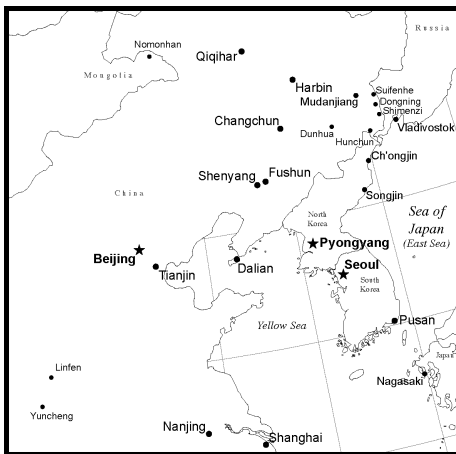 Russia
Nomonhan
Qiqihar
Mongolia
Harbin
Suifenhe
Mudanjiang
Dongning
Shimenzi
Changchun
Vladivostok
Dunhua
Hunchun
Ch'ongjin
Shenyang
Fushun
China
Songjin
North
Korea
Sea of
Japan
(East Sea)
Pyongyang
Beijing
Tianjin
Dalian
Seoul
South
Korea
Yellow Sea
Pusan
Japan
Linfen
Nagasaki
Yuncheng
Nanjing
Shanghai